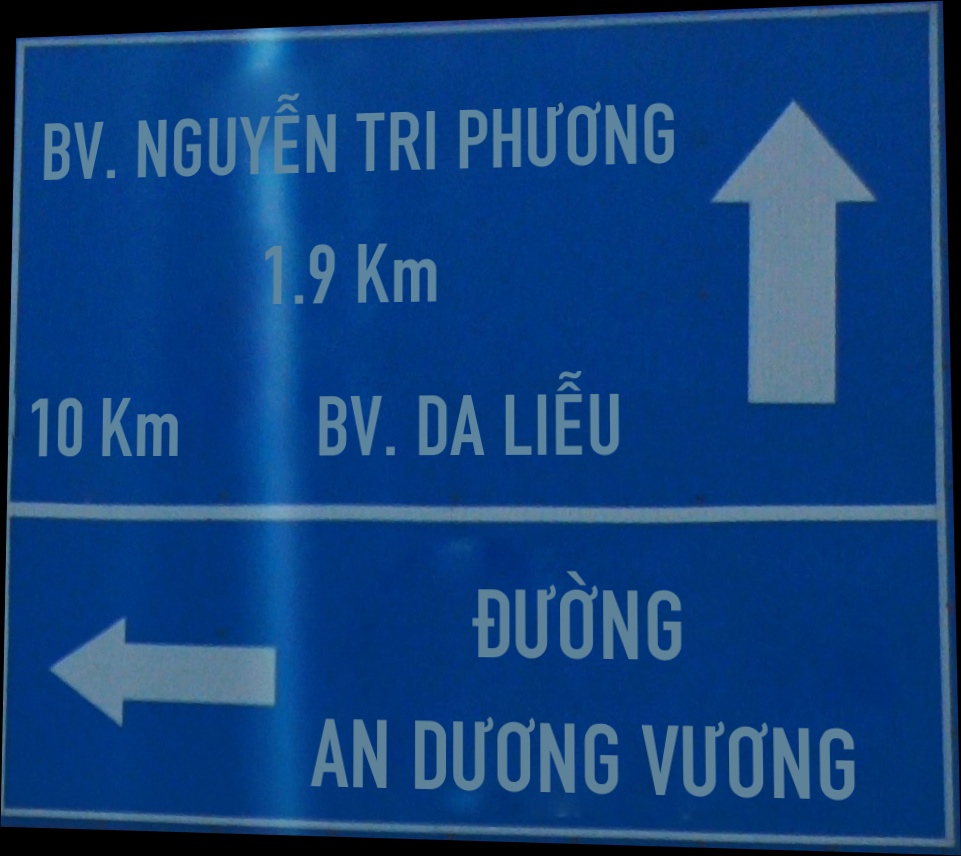 BV. NGUYỄN TRI PHƯƠNG
1.9 Km
10 Km BV. DA LIỄU
ĐƯỜNG
AN DƯƠNG VƯƠNG